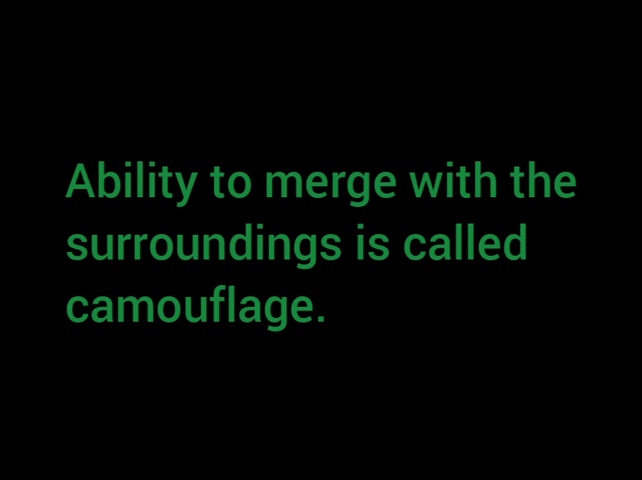 Ability to merge with the
surroundings is called
camouflage.